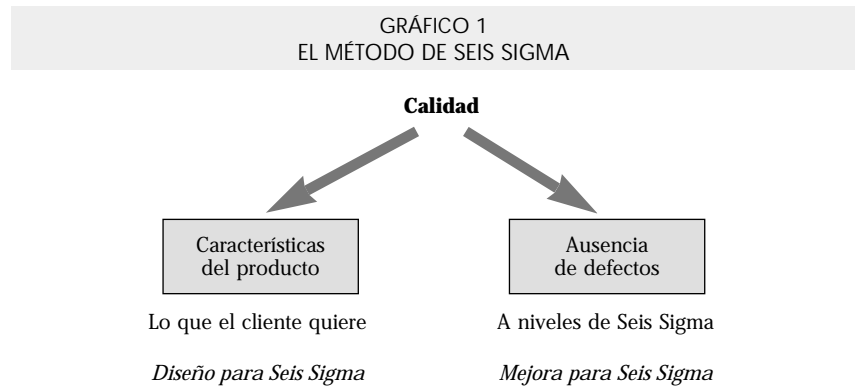 GRÁFICO 1
EL MÉTODO DE SEIS SIGMA
Calidad
Características
del producto
Ausencia
de defectos
Lo que el cliente quiere
A niveles de Seis Sigma
Diseño para Seis Sigma
Mejora para Seis Sigma